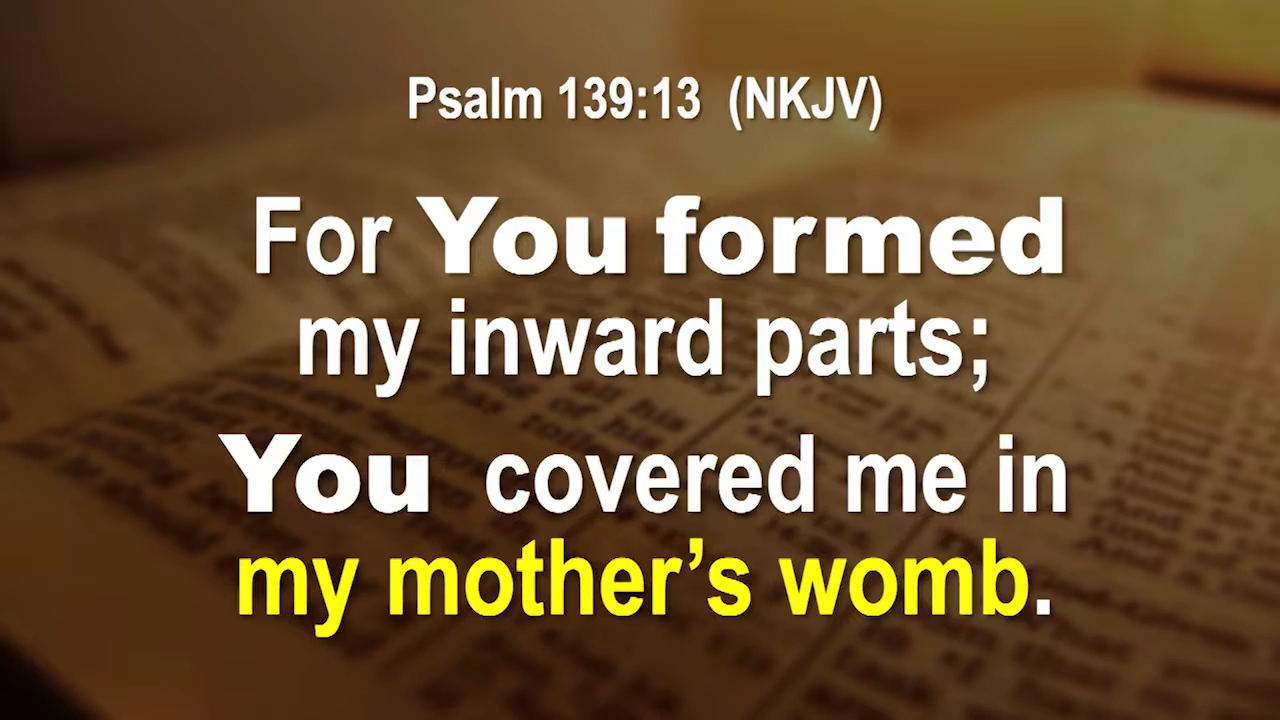 Psalm 139:13 (NKJV)
For You formed
my inward parts;
You covered me in
my mother’s womb.